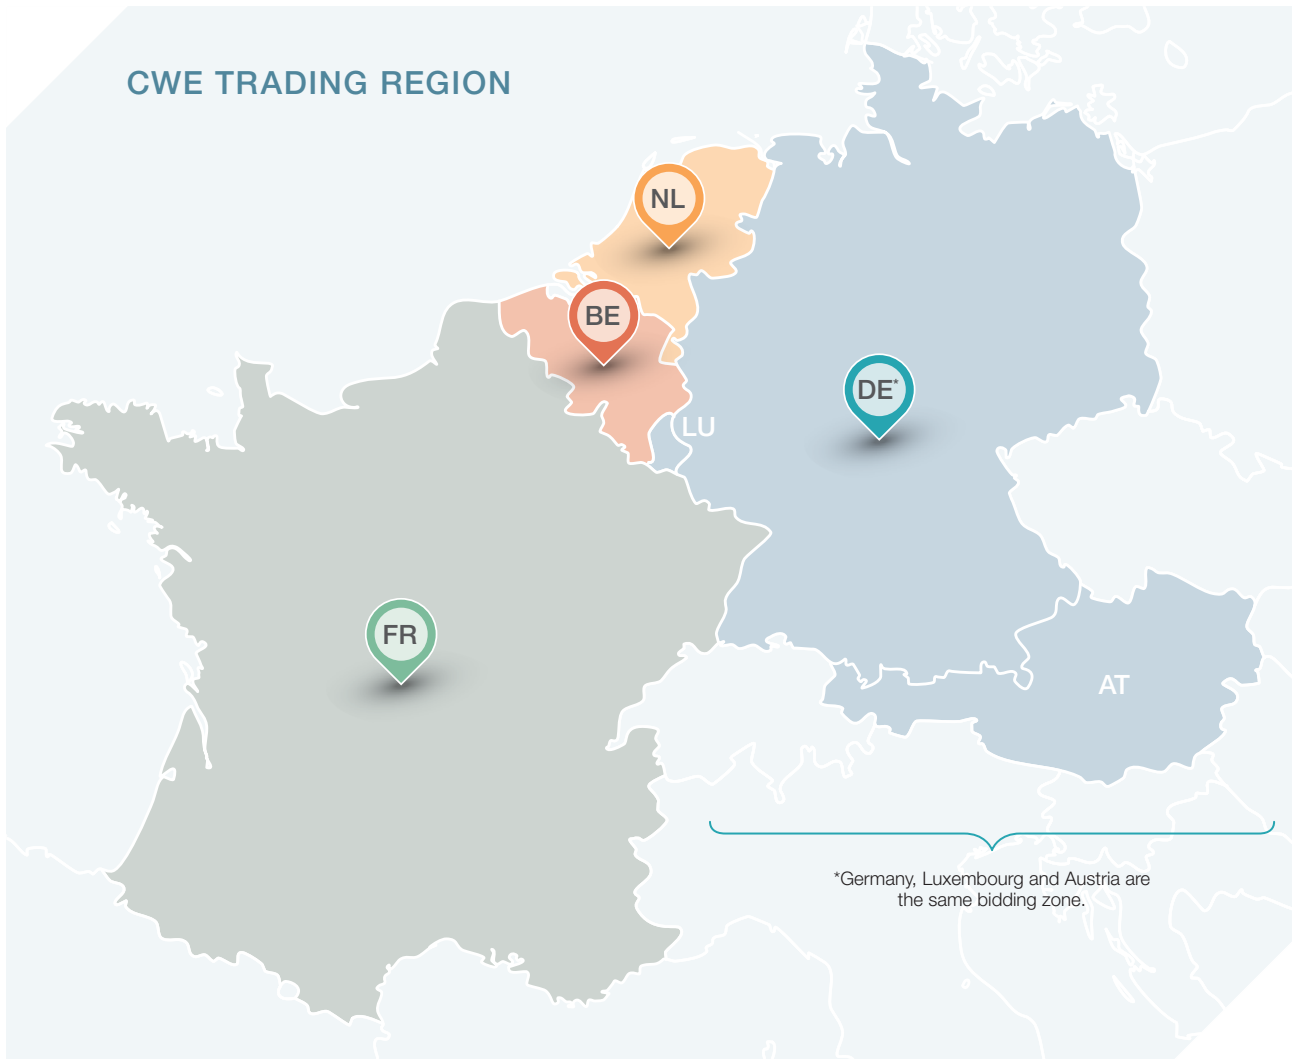 CWE TRADING REGION
NL
BE
DE*
LU
FR
AT
*Germany, Luxembourg and Austria are
the same bidding zone.